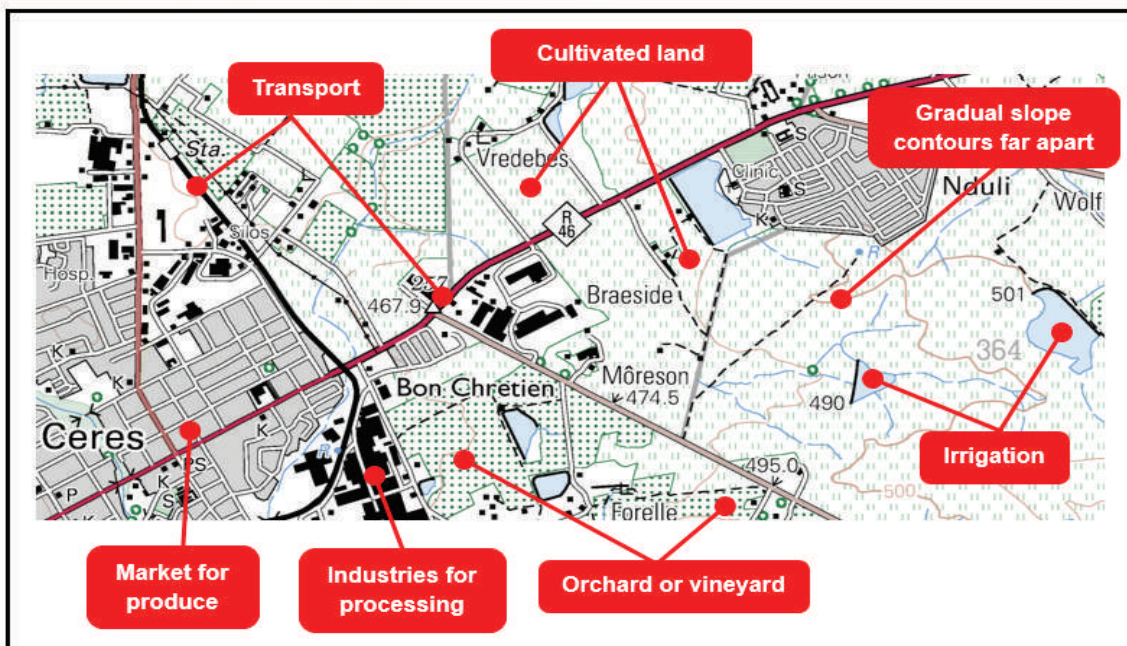 Cultivated land
Transport
Gradual slope
contours far apart
Sta.
Vredebes
S
Clinic
S
Nduli
Wolf
K
R
46
Silos
Hosp.
R
257
467.9
Braeside
501
364
K
Bon Chretien
Môreson
474.5
490
K
Ceres
K
K
R
PS
Irrigation
P
K
S
495.0
500
K
Forelle
Market for
produce
Industries for
processing
Orchard or vineyard